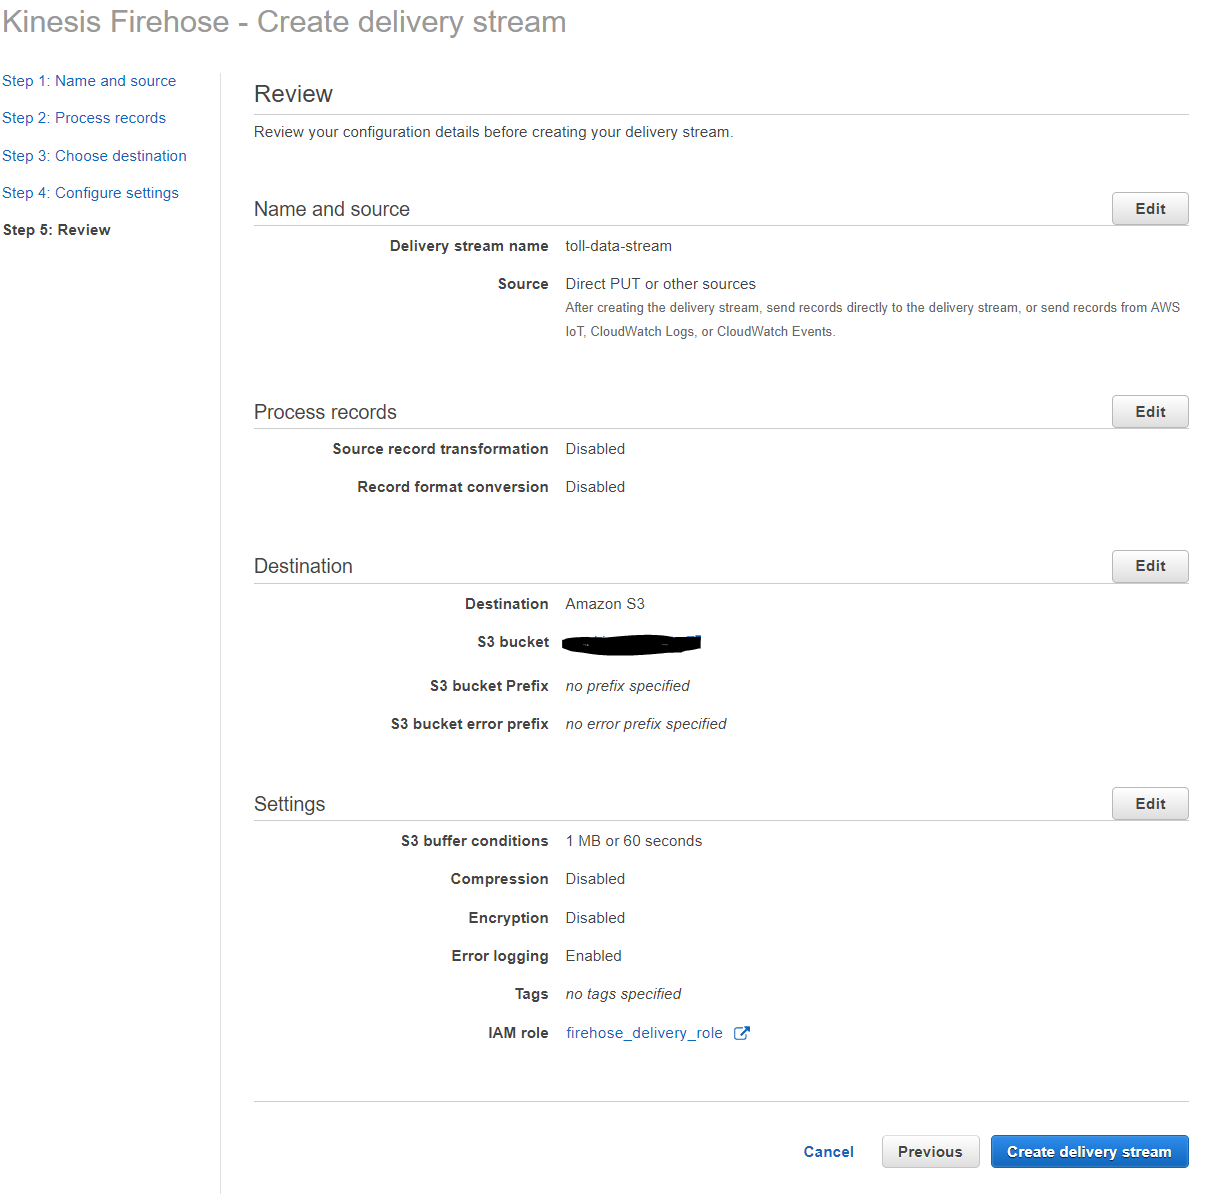 Kinesis Firehose - Create delivery stream
Step 1: Name and source
Step 2: Process records
Step 3: Choose destination
Step 4: Configure settings
Step 5: Review
Review
Review your configuration details before creating your delivery stream.
Name and source
Edit
Delivery stream name toll-data-stream
Source Direct PUT or other sources
After creating the delivery stream, send records directly to the delivery stream, or send records from AWS
IoT, CloudWatch Logs, or CloudWatch Events.
Process records
Edit
Source record transformation Disabled
Record format conversion Disabled
Destination
Edit
Destination Amazon S3
S3 bucket
S3 bucket Prefix no prefix specified
S3 bucket error prefix no error prefix specified
Settings
Edit
S3 buffer conditions 1 MB or 60 seconds
Compression Disabled
Encryption Disabled
Error logging Enabled
Tags no tags specified
IAM role firehose_delivery_role
Cancel Previous Create delivery stream